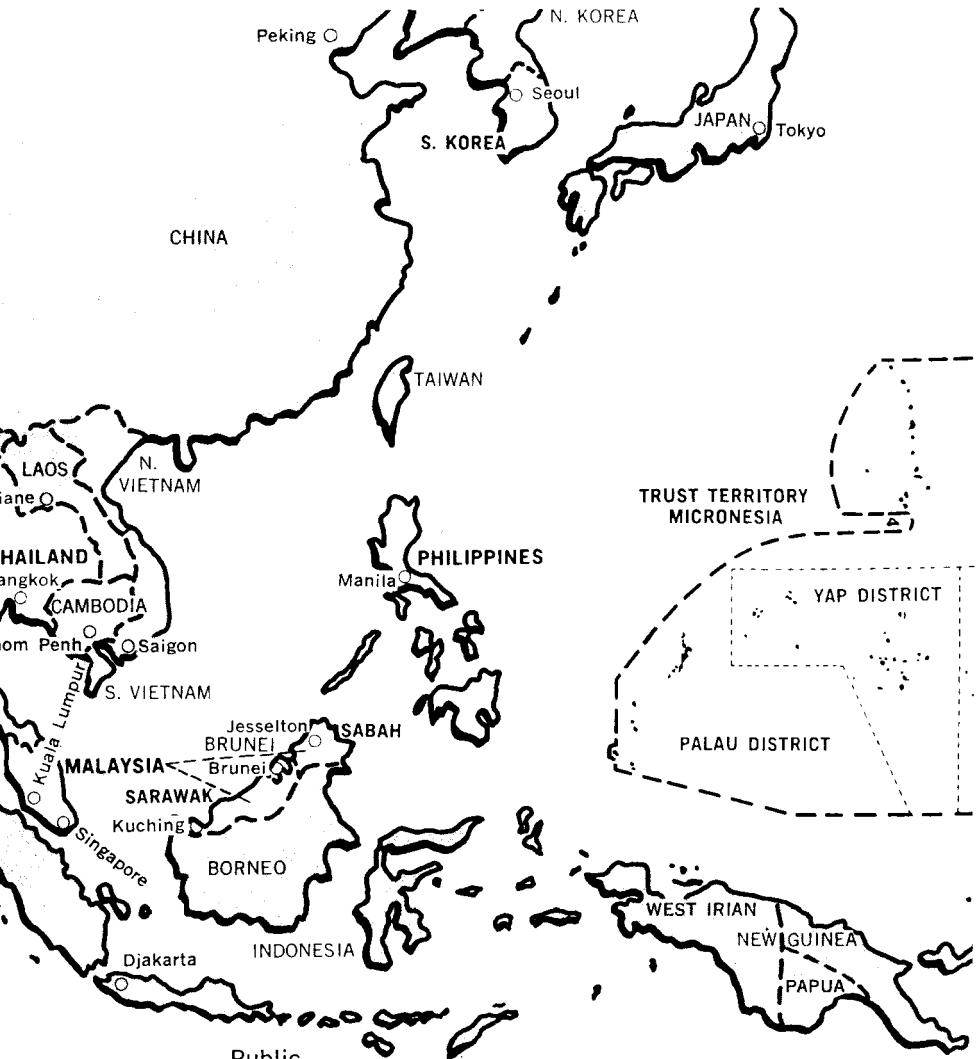 N. KOREA
Peking
Seoul
JAPAN
Tokyo
S. KOREA
CHINA
TAIWAN
LAOS
N.
VIETNAM
iane
TRUST TERRITORY
MICRONESIA
HAILAND
PHILIPPINES
angkok
Manila
CAMBODIA
YAP DISTRICT
nom Penh
Saigon
S. VIETNAM
Kuala Lumpur
Jesselton
SABAH
BRUNEI
PALAU DISTRICT
MALAYSIA
Brunei
SARAWAK
Kuching
Singapore
BORNEO
WEST IRIAN
INDONESIA
NEW GUINEA
Djakarta
PAPUA
Public